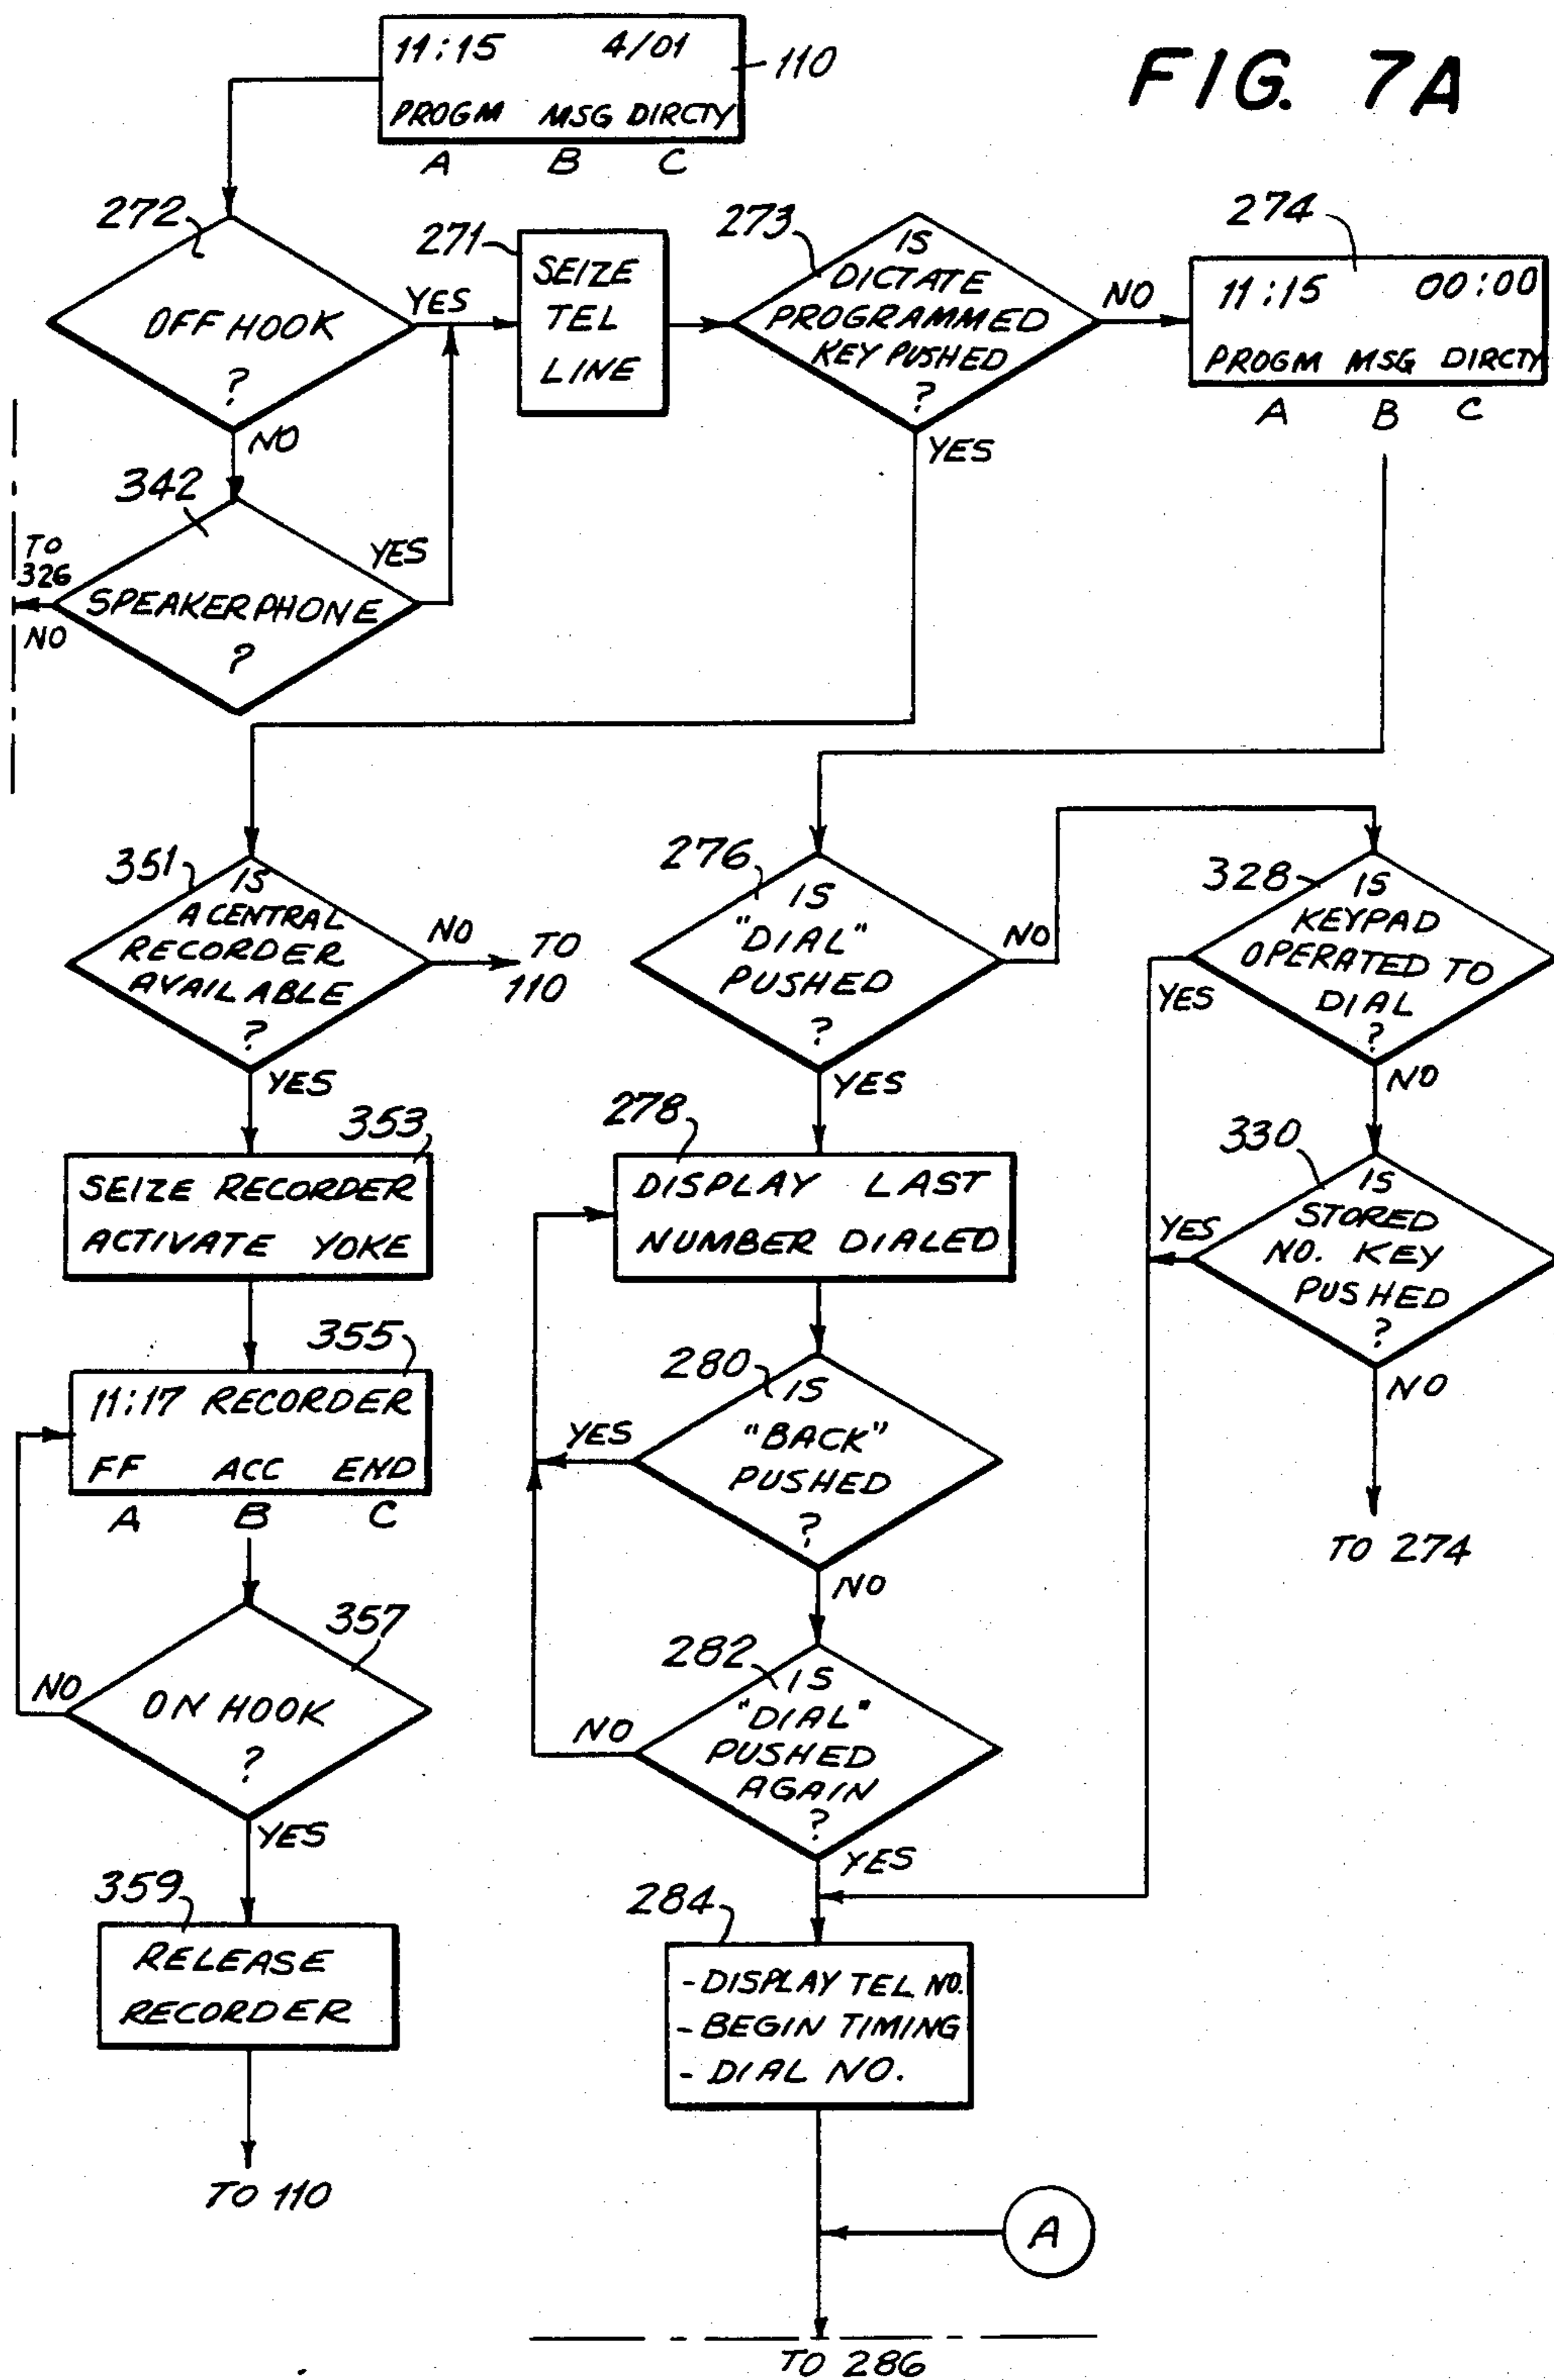 FIG. 7A
11:15 4/01
PROGM MSG DIRCTY
A B C
110
272
OFF HOOK
?
YES
NO
271
SEIZE
TEL
LINE
273
IS
DICTATE
PROGRAMMED
KEY PUSHED
?
NO
YES
274
11:15 00:00
PROGM MSG DIRCTY
A B C
342
SPEAKERPHONE
?
YES
TO
326
NO
351
IS
A CENTRAL
RECORDER
AVAILABLE
?
NO
TO
110
YES
353
SEIZE RECORDER
ACTIVATE YOKE
355
11:17 RECORDER
FF ACC END
A B C
357
ON HOOK
?
NO
YES
359
RELEASE
RECORDER
TO 110
276
IS
"DIAL"
PUSHED
?
NO
YES
278
DISPLAY LAST
NUMBER DIALED
280
IS
"BACK"
PUSHED
?
YES
NO
282
IS
"DIAL"
PUSHED
AGAIN
?
NO
YES
284
-DISPLAY TEL NO.
-BEGIN TIMING
-DIAL NO.
A
TO 286
328
IS
KEYPAD
OPERATED TO
DIAL
?
YES
NO
330
IS
STORED
NO. KEY
PUSHED
?
YES
NO
TO 274